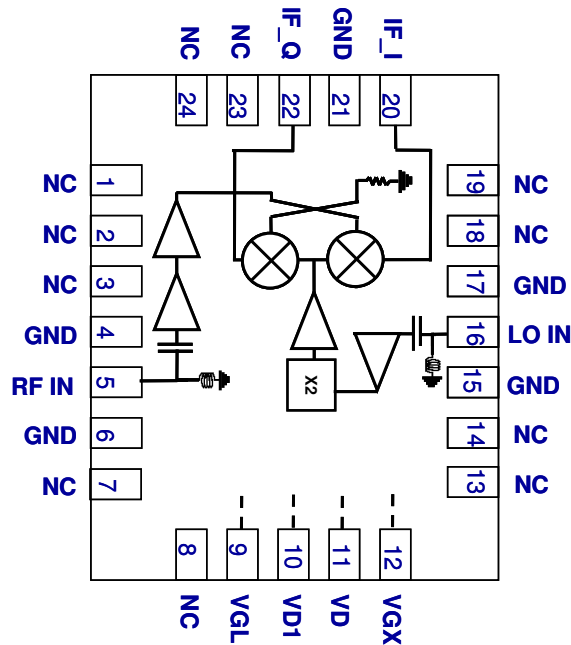 NC NC IF_Q GND IF_I
24 23 22 21 20
NC 1 19 NC
NC 2 18 NC
NC 3 17 GND
GND 4 16 LO IN
RF IN 5 X2 15 GND
GND 6 14 NC
NC 7 13 NC
8 9 10 11 12
NC VGL VD1 VD VGX